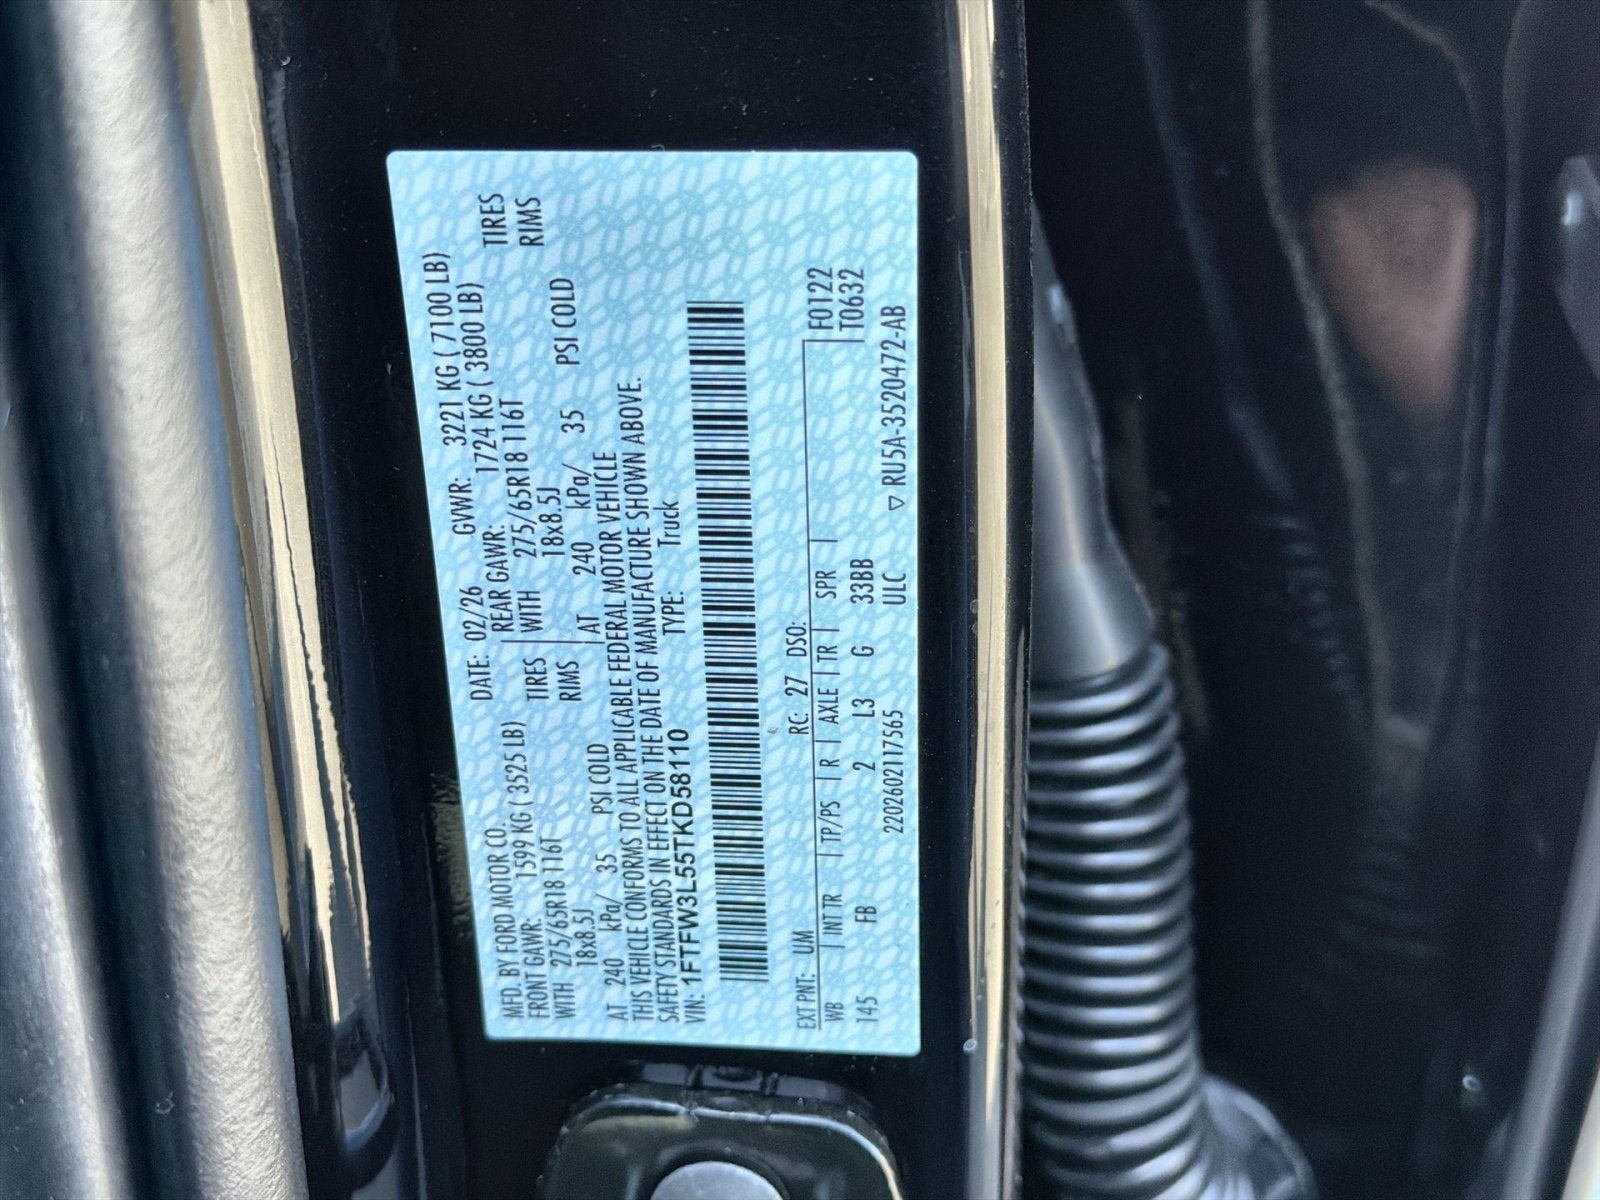 MFD. BY FORD MOTOR CO. DATE: 02/26 GVWR: 3221 KG ( 7100 LB)
FRONT GAWR: 1599 KG ( 3525 LB) REAR GAWR: 1724 KG ( 3800 LB)
WITH 275/65R18 116T TIRES WITH 275/65R18 116T TIRES
18x8.5J RIMS 18x8.5J RIMS
AT 240 kPa/ 35 PSI COLD AT 240 kPa/ 35 PSI COLD
THIS VEHICLE CONFORMS TO ALL APPLICABLE FEDERAL MOTOR VEHICLE
SAFETY STANDARDS IN EFFECT ON THE DATE OF MANUFACTURE SHOWN ABOVE.
VIN: 1FTFW3L55TKD58110 TYPE: Truck
EXT PNT: UM RC: 27 DSO: F0122
WB INT TR TP/PS R AXLE TR SPR T0632
145 FB 2 L3 G 33BB
2202602117565 ULC ▽ RU5A-3520472-AB